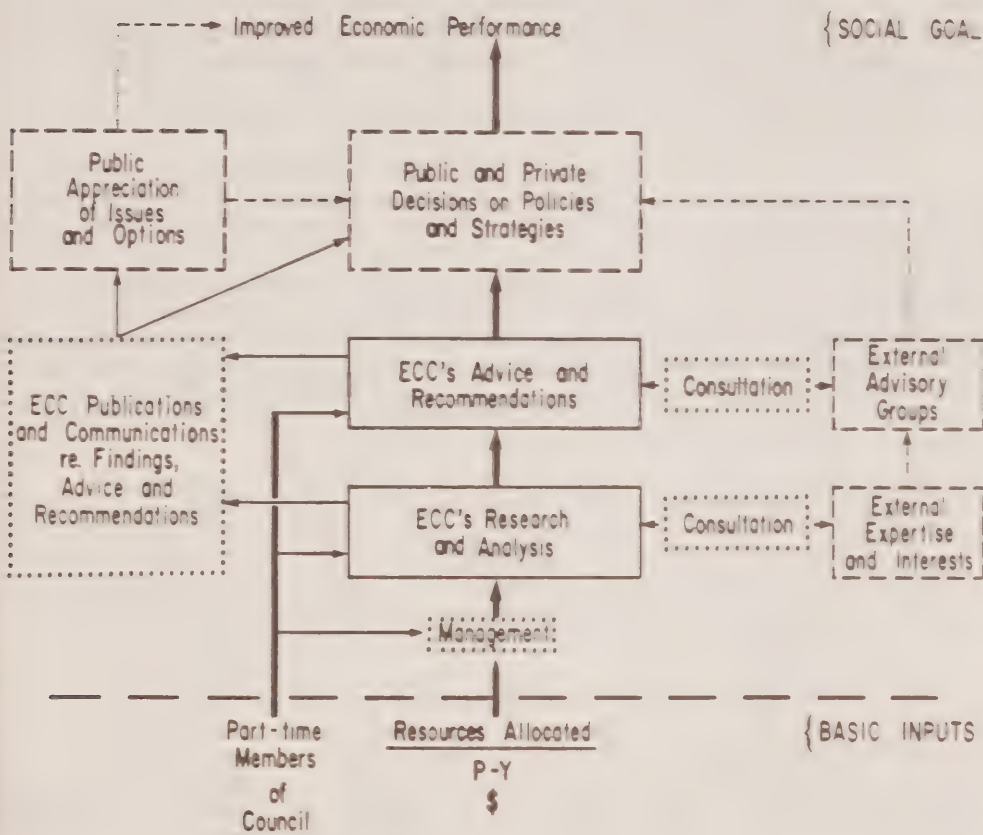 Improved Economic Performance
{ SOCIAL GOAL
Public
Appreciation
of Issues
and Options
Public and Private
Decisions on Policies
and Strategies
ECC Publications
and Communications
re. Findings,
Advice and
Recommendations
ECC's Advice and
Recommendations
Consultation
External
Advisory
Groups
ECC's Research
and Analysis
Consultation
External
Expertise
and Interests
Management
Part-time
Members
of
Council
Resources Allocated
P-Y
$
{ BASIC INPUTS